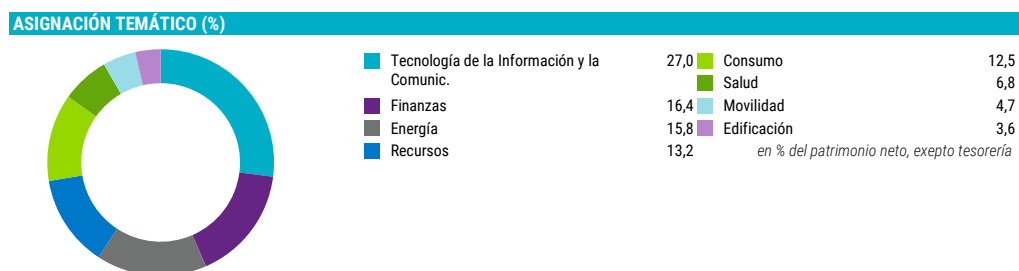 ASIGNACIÓN TEMÁTICO (%)
Tecnología de la Información y la Comunic. 27,0
Finanzas 16,4
Energía 15,8
Recursos 13,2
Consumo 12,5
Salud 6,8
Movilidad 4,7
Edificación 3,6
en % del patrimonio neto, exepto tesorería